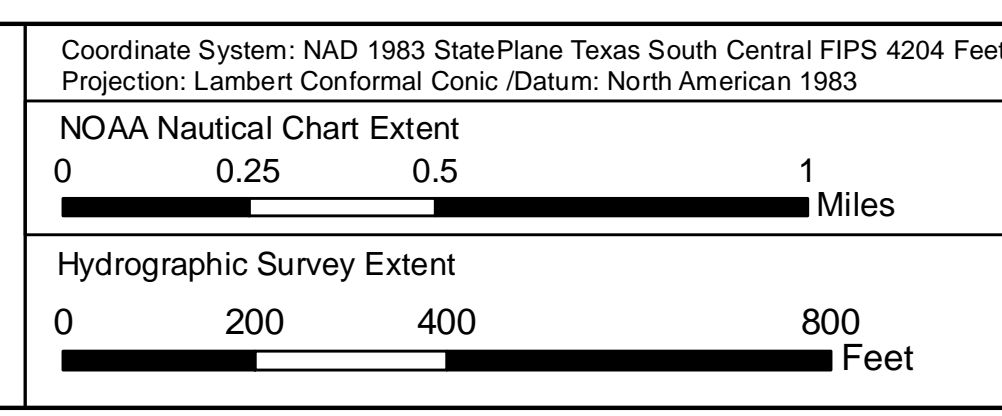 Coordinate System: NAD 1983 StatePlane Texas South Central FIPS 4204 Feet
Projection: Lambert Conformal Conic /Datum: North American 1983
NOAA Nautical Chart Extent
0 0.25 0.5 1
Miles
Hydrographic Survey Extent
0 200 400 800
Feet